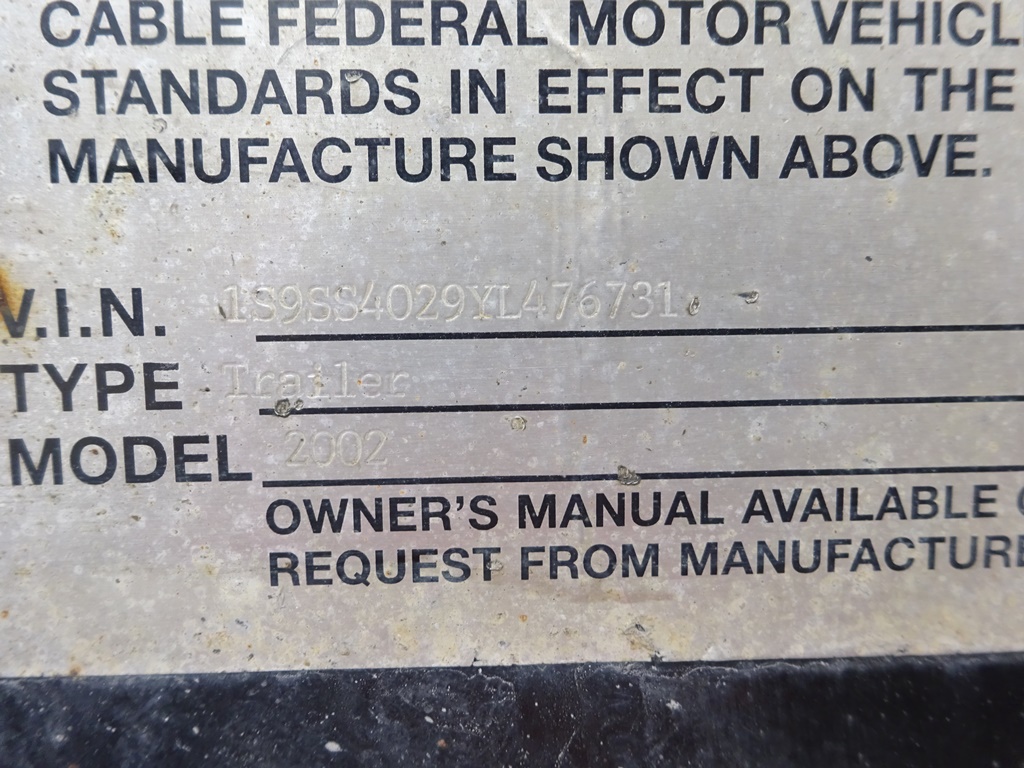 CABLE FEDERAL MOTOR VEHICL
STANDARDS IN EFFECT ON THE
MANUFACTURE SHOWN ABOVE.
V.I.N. 1S9SS4029YL476731
TYPE Trailer
MODEL 2002
OWNER'S MANUAL AVAILABLE O
REQUEST FROM MANUFACTURE